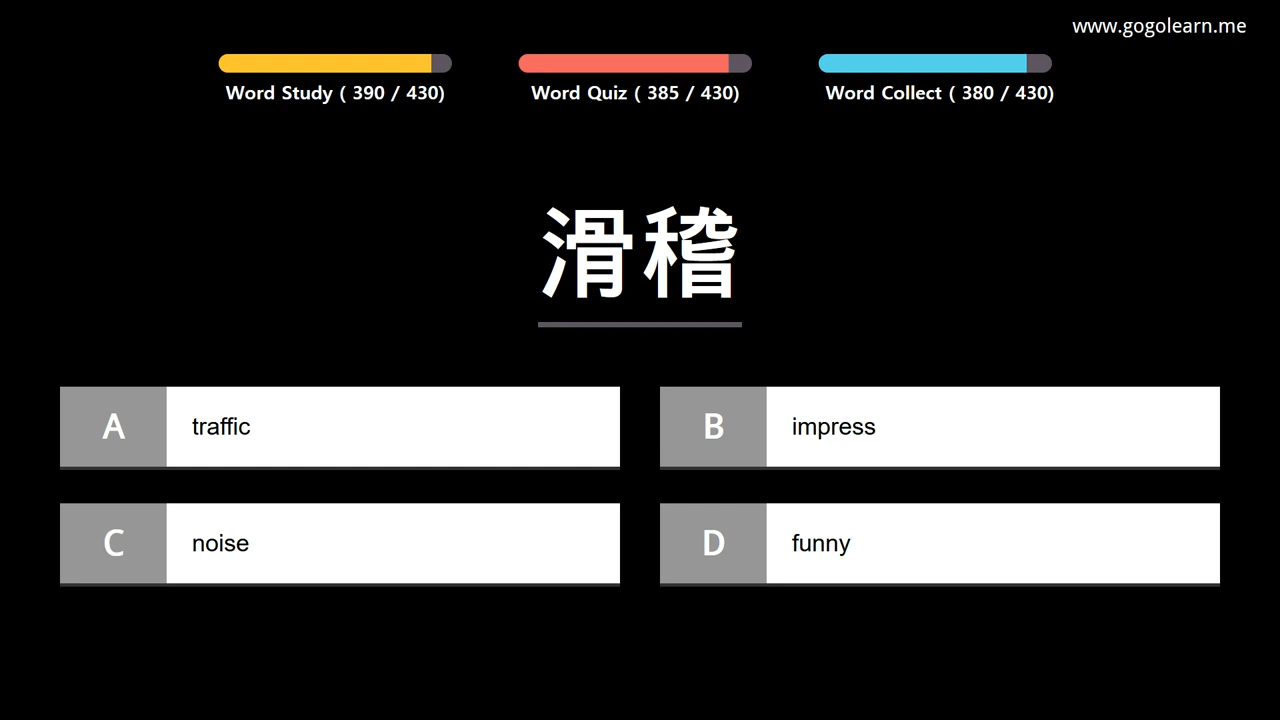 www.gogolearn.me
Word Study ( 390 / 430)
Word Quiz ( 385 / 430)
Word Collect ( 380 / 430)
滑稽
A traffic
B impress
C noise
D funny